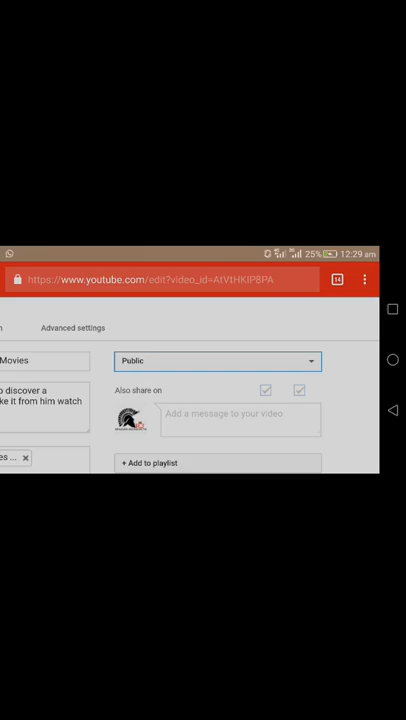 25% 12:29 am
https://www.youtube.com/edit?video_id=AtVtHKIP8PA
14
Advanced settings
Movies
Public
o discover a
ke it from him watch
Also share on
Add a message to your video
es ... ×
+ Add to playlist